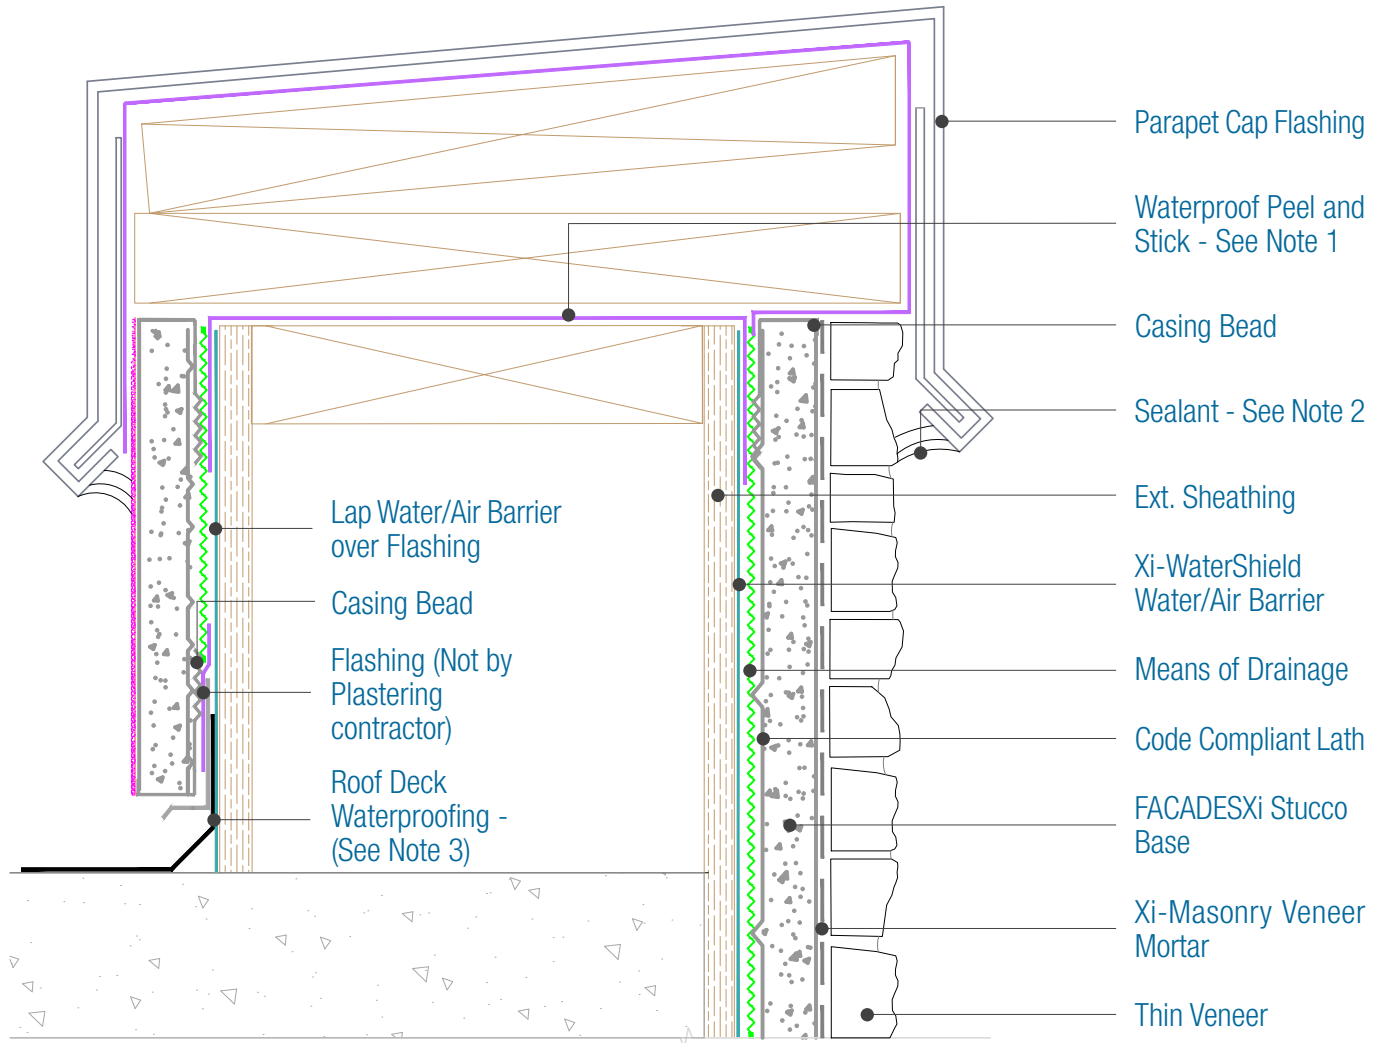 Parapet Cap Flashing
Waterproof Peel and
Stick - See Note 1
Casing Bead
Sealant - See Note 2
Ext. Sheathing
Xi-WaterShield
Water/Air Barrier
Means of Drainage
Code Compliant Lath
FACADESXi Stucco
Base
Xi-Masonry Veneer
Mortar
Thin Veneer
Lap Water/Air Barrier
over Flashing
Casing Bead
Flashing (Not by
Plastering
contractor)
Roof Deck
Waterproofing -
(See Note 3)